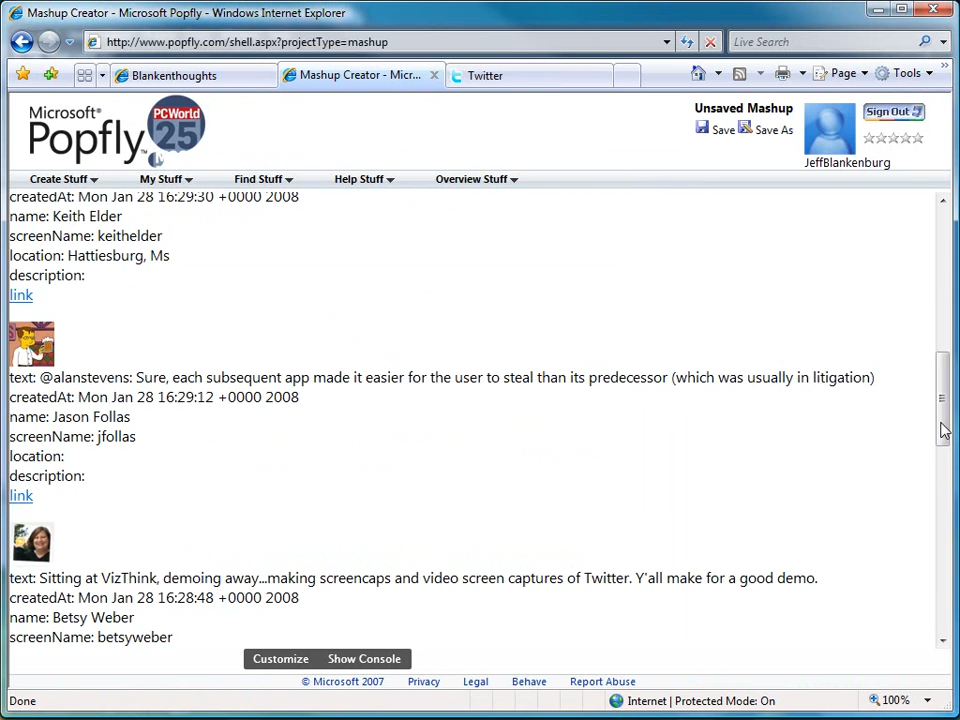 Mashup Creator - Microsoft Popfly - Windows Internet Explorer
http://www.popfly.com/shell.aspx?projectType=mashup
Live Search
Blankenthoughts
Mashup Creator - Micr...
Twitter
Page
Tools
Microsoft®
Popfly™
PCWorld
25
Unsaved Mashup
Save
Save As
Sign Out
JeffBlankenburg
Create Stuff
My Stuff
Find Stuff
Help Stuff
Overview Stuff
createdAt: Mon Jan 28 16:29:30 +0000 2008
name: Keith Elder
screenName: keithelder
location: Hattiesburg, Ms
description:
link
text: @alanstevens: Sure, each subsequent app made it easier for the user to steal than its predecessor (which was usually in litigation)
createdAt: Mon Jan 28 16:29:12 +0000 2008
name: Jason Follas
screenName: jfollas
location:
description:
link
text: Sitting at VizThink, demoing away...making screencaps and video screen captures of Twitter. Y'all make for a good demo.
createdAt: Mon Jan 28 16:28:48 +0000 2008
name: Betsy Weber
screenName: betsyweber
Customize
Show Console
© Microsoft 2007
Privacy
Legal
Behave
Report Abuse
Done
Internet | Protected Mode: On
100%